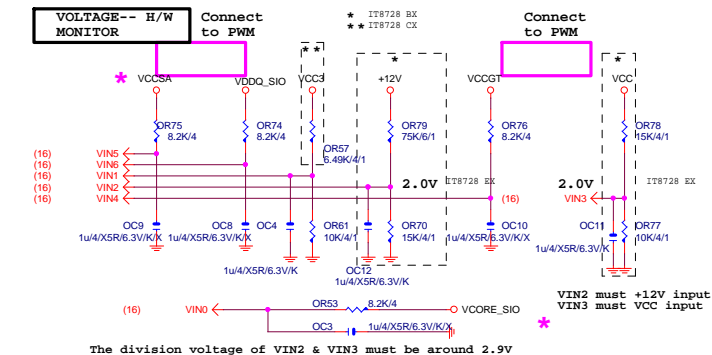 VOLTAGE-- H/W
MONITOR
Connect
to PWM
* IT8728 BX
** IT8728 CX
Connect
to PWM
* VCCSA
VDDQ_SIO
**
VCC3
*
+12V
VCCGT
*
VCC
OR75
8.2K/4
OR74
8.2K/4
OR57
6.49K/4/1
OR79
75K/6/1
OR76
8.2K/4
OR78
15K/4/1
(16) VIN5
(16) VIN6
(16) VIN1
(16) VIN2
(16) VIN4
2.0V
IT8728 EX
(16)
2.0V
VIN3
IT8728 EX
OC9
1u/4/X5R/6.3V/K/X
OC8
1u/4/X5R/6.3V/K/X
OC4
1u/4/X5R/6.3V/K
OR61
10K/4/1
OC12
1u/4/X5R/6.3V/K
OR70
15K/4/1
OC10
1u/4/X5R/6.3V/K/X
OC11
1u/4/X5R/6.3V/K
OR77
10K/4/1
VIN2 must +12V input
VIN3 must VCC input
*
(16) VIN0
OR53
8.2K/4
VCORE_SIO
OC3
1u/4/X5R/6.3V/K/X
The division voltage of VIN2 & VIN3 must be around 2.9V